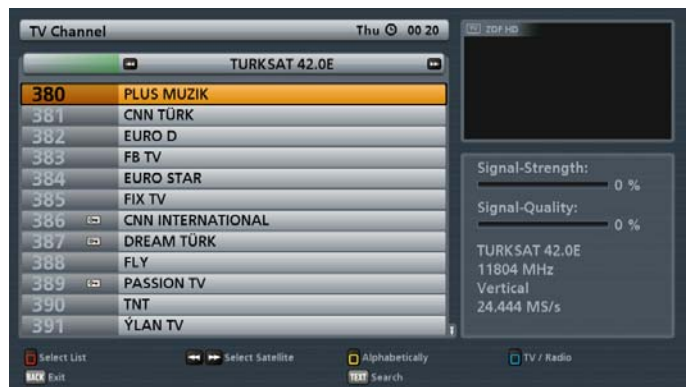 TV Channel Thu 00 20
TV ZDF HD
TURKSAT 42.0E
380 PLUS MUZIK
381 CNN TÜRK
382 EURO D
383 FB TV
384 EURO STAR
385 FIX TV
386 CNN INTERNATIONAL
387 DREAM TÜRK
388 FLY
389 PASSION TV
390 TNT
391 ÝLAN TV
Signal-Strength:
0 %
Signal-Quality:
0 %
TURKSAT 42.0E
11804 MHz
Vertical
24.444 MS/s
Select List Select Satellite Alphabetically TV / Radio
BACK Exit TEXT Search